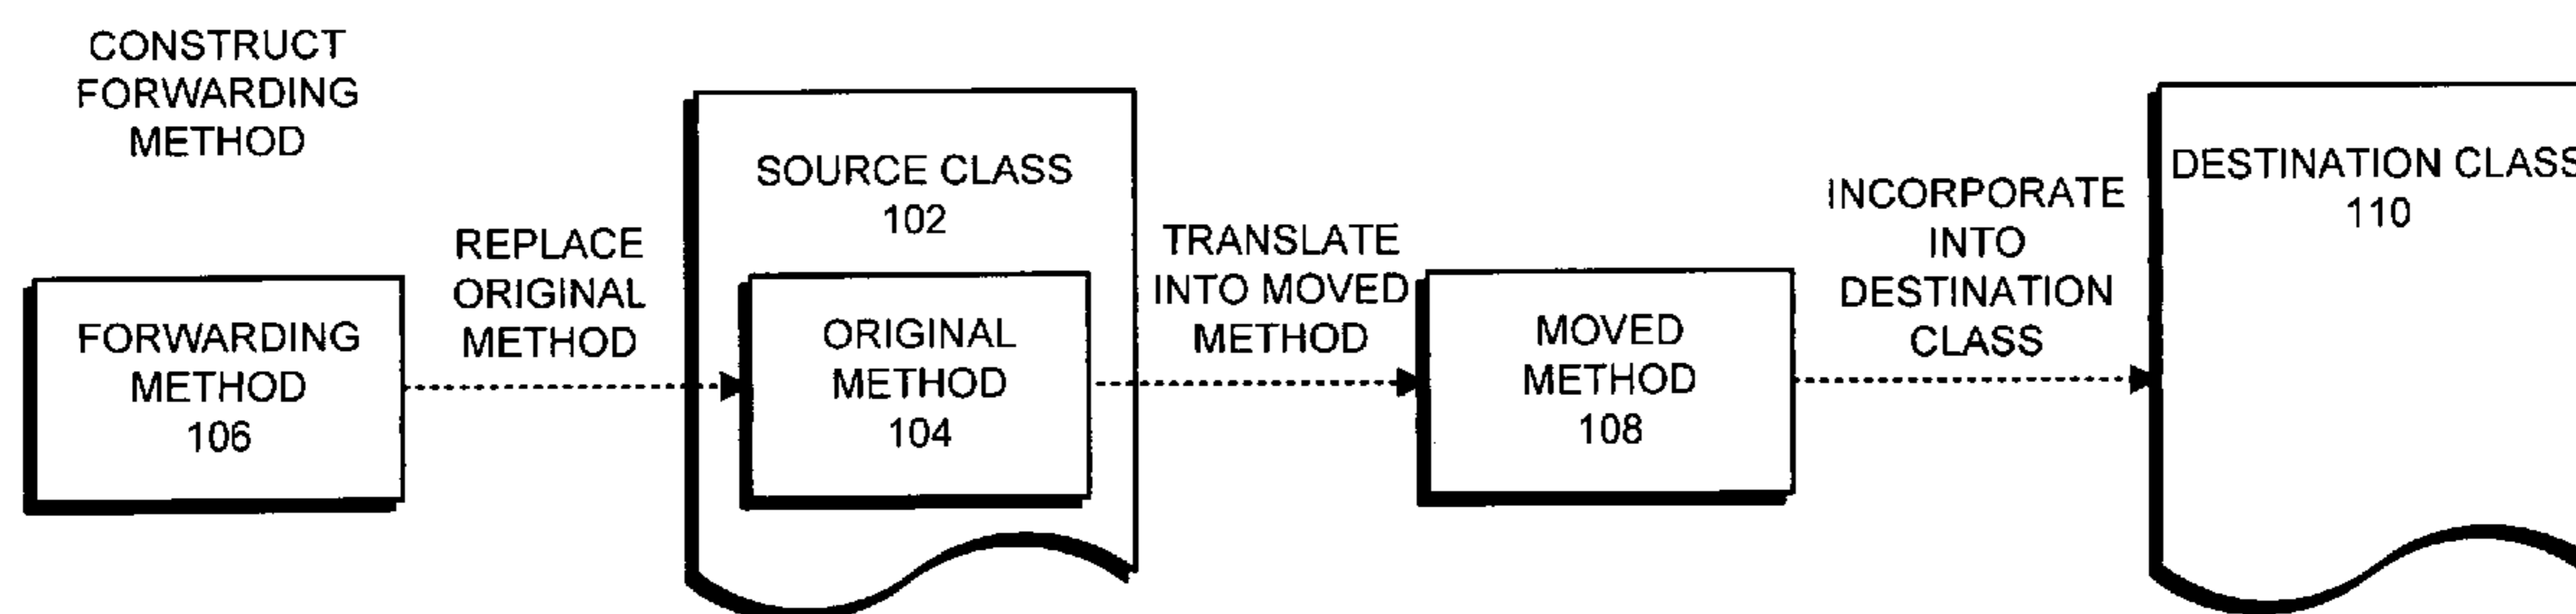 CONSTRUCT
FORWARDING
METHOD
FORWARDING
METHOD
106
REPLACE
ORIGINAL
METHOD
SOURCE CLASS
102
ORIGINAL
METHOD
104
TRANSLATE
INTO MOVED
METHOD
MOVED
METHOD
108
INCORPORATE
INTO
DESTINATION
CLASS
DESTINATION CLASS
110